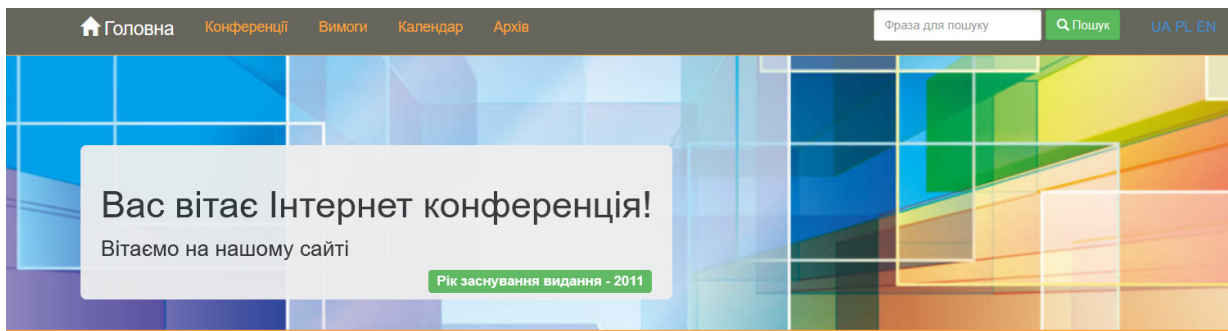 Головна Конференції Вимоги Календар Архів Фраза для пошуку Пошук UA PL EN
Вас вітає Інтернет конференція!
Вітаємо на нашому сайті
Рік заснування видання - 2011